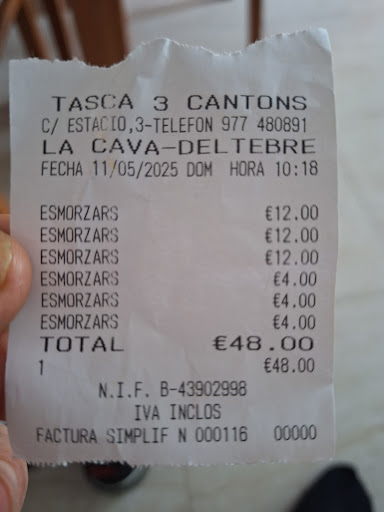 TASCA 3 CANTONS
C/ ESTACIO,3-TELEFON 977 480891
LA CAVA-DELTEBRE
FECHA 11/05/2025 DOM HORA 10:18
ESMORZARS €12.00
ESMORZARS €12.00
ESMORZARS €12.00
ESMORZARS €4.00
ESMORZARS €4.00
ESMORZARS €4.00
TOTAL €48.00
1 €48.00
N.I.F. B-43902998
IVA INCLOS
FACTURA SIMPLIF N 000116 00000